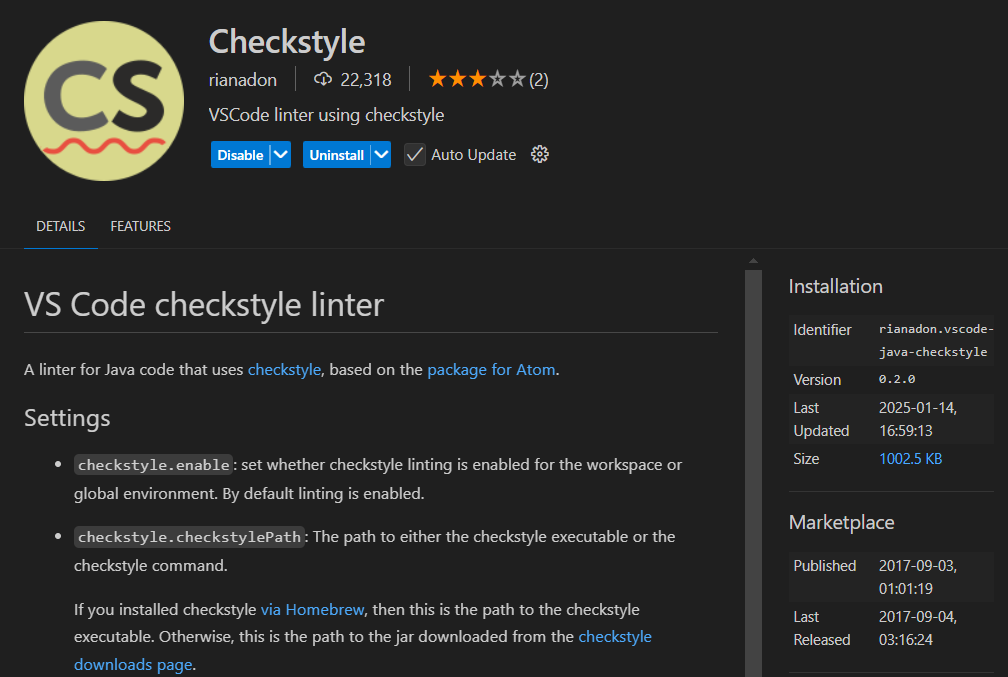 CS
Checkstyle
rianadon 22,318 (2)
VSCode linter using checkstyle
Disable Uninstall Auto Update
DETAILS FEATURES
VS Code checkstyle linter
A linter for Java code that uses checkstyle, based on the package for Atom.
Settings
• checkstyle.enable: set whether checkstyle linting is enabled for the workspace or
global environment. By default linting is enabled.
• checkstyle.checkstylePath: The path to either the checkstyle executable or the
checkstyle command.
If you installed checkstyle via Homebrew, then this is the path to the checkstyle
executable. Otherwise, this is the path to the jar downloaded from the checkstyle
downloads page.
Installation
Identifier rianadon.vscode-
java-checkstyle
Version 0.2.0
Last 2025-01-14,
Updated 16:59:13
Size 1002.5 KB
Marketplace
Published 2017-09-03,
01:01:19
Last 2017-09-04,
Released 03:16:24